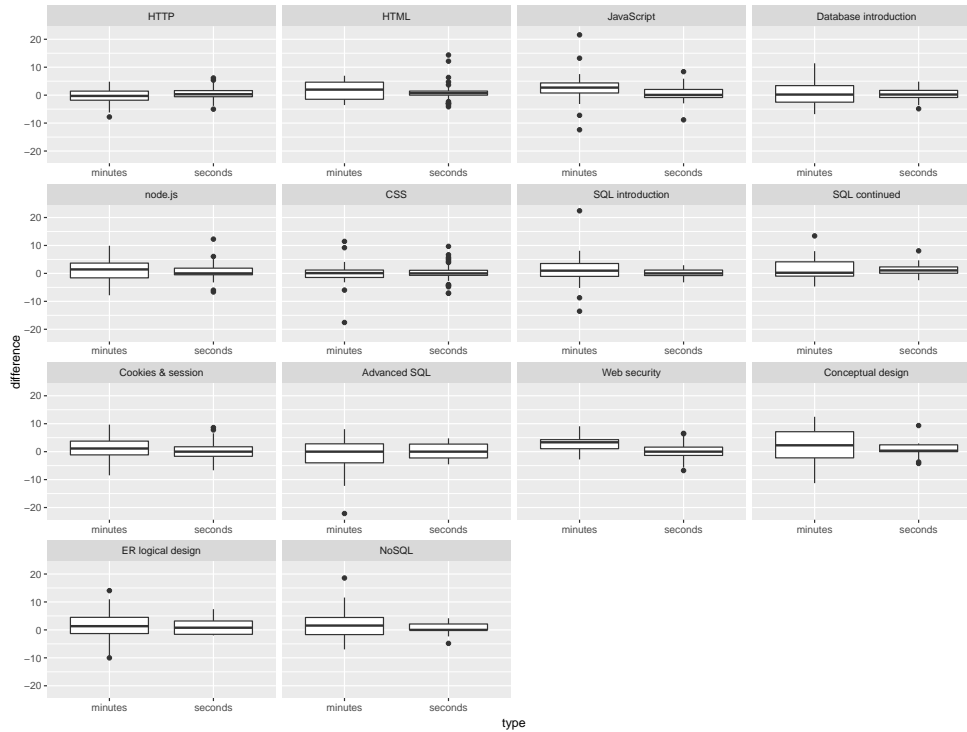 HTTP HTML JavaScript Database introduction
20
10
0
−10
−20
minutes seconds minutes seconds minutes seconds minutes seconds
node.js CSS SQL introduction SQL continued
20
10
0
−10
−20
minutes seconds minutes seconds minutes seconds minutes seconds
difference
Cookies & session Advanced SQL Web security Conceptual design
20
10
0
−10
−20
minutes seconds minutes seconds minutes seconds minutes seconds
ER logical design NoSQL
20
10
0
−10
−20
minutes seconds minutes seconds
type